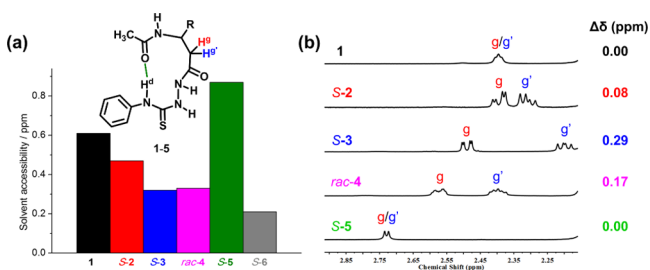 (a)
H
N
R
H₃C
Hᵍ
Hᵍ'
O
O
Hᵈ
NH
N
N-H
S
H
1-5
Solvent accessibility / ppm
0.8
0.6
0.4
0.2
0.0
1
S-2
S-3
rac-4
S-5
S-6
(b)
Δδ (ppm)
1
g/g'
0.00
S-2
g
g'
0.08
S-3
g
g'
0.29
rac-4
g
g'
0.17
S-5
g/g'
0.00
2.85
2.75
2.65
2.55
2.45
2.35
2.25
Chemical Shift (ppm)